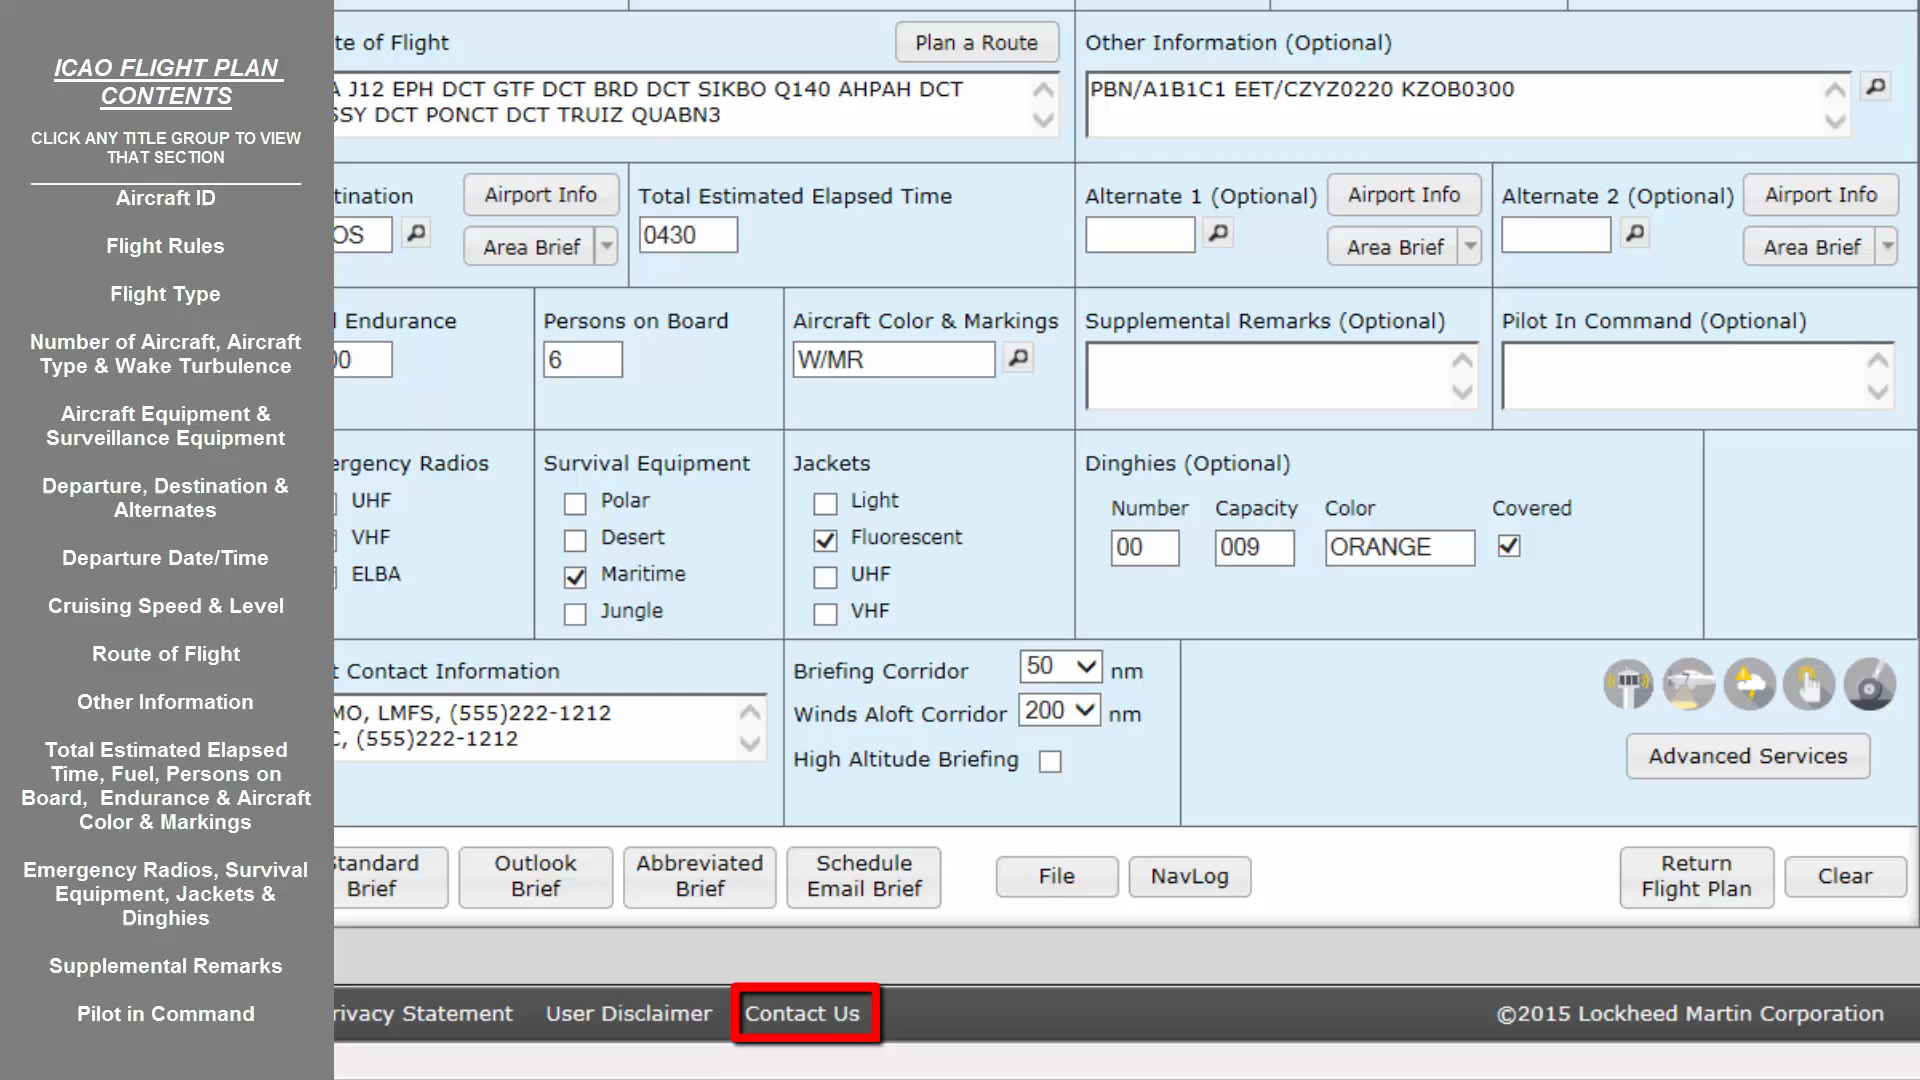 ICAO FLIGHT PLAN
CONTENTS
CLICK ANY TITLE GROUP TO VIEW
THAT SECTION
Aircraft ID
Flight Rules
Flight Type
Number of Aircraft, Aircraft
Type & Wake Turbulence
Aircraft Equipment &
Surveillance Equipment
Departure, Destination &
Alternates
Departure Date/Time
Cruising Speed & Level
Route of Flight
Other Information
Total Estimated Elapsed
Time, Fuel, Persons on
Board, Endurance & Aircraft
Color & Markings
Emergency Radios, Survival
Equipment, Jackets &
Dinghies
Supplemental Remarks
Pilot in Command
te of Flight
Plan a Route
J12 EPH DCT GTF DCT BRD DCT SIKBO Q140 AHPAH DCT
SSY DCT PONCT DCT TRUIZ QUABN3
Other Information (Optional)
PBN/A1B1C1 EET/CZYZ0220 KZOB0300
tination
Airport Info
OS
Area Brief
Total Estimated Elapsed Time
0430
Alternate 1 (Optional)
Airport Info
Area Brief
Alternate 2 (Optional)
Airport Info
Area Brief
Endurance
00
Persons on Board
6
Aircraft Color & Markings
W/MR
Supplemental Remarks (Optional)
Pilot In Command (Optional)
ergency Radios
UHF
VHF
ELBA
Survival Equipment
Polar
Desert
Maritime
Jungle
Jackets
Light
Fluorescent
UHF
VHF
Dinghies (Optional)
Number Capacity Color Covered
00 009 ORANGE
t Contact Information
MO, LMFS, (555)222-1212
C, (555)222-1212
Briefing Corridor 50 nm
Winds Aloft Corridor 200 nm
High Altitude Briefing
Advanced Services
Standard
Brief
Outlook
Brief
Abbreviated
Brief
Schedule
Email Brief
File
NavLog
Return
Flight Plan
Clear
rivacy Statement User Disclaimer Contact Us ©2015 Lockheed Martin Corporation